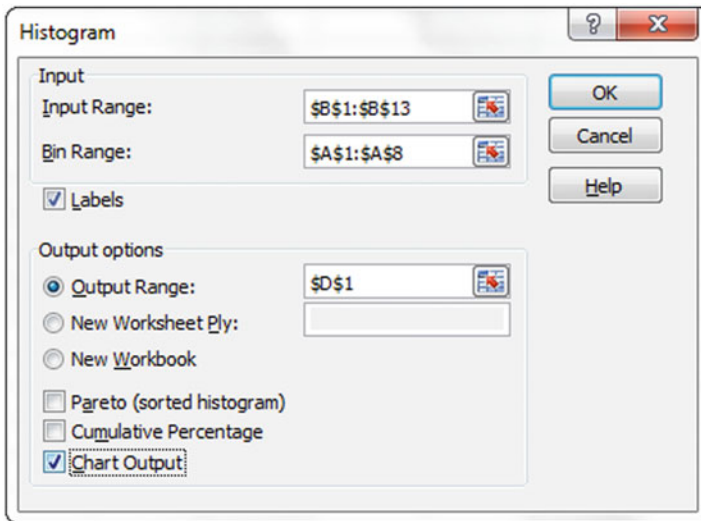 Histogram
?
X
Input
Input Range:
$B$1:$B$13
Bin Range:
$A$1:$A$8
Labels
OK
Cancel
Help
Output options
Output Range:
$D$1
New Worksheet Ply:
New Workbook
Pareto (sorted histogram)
Cumulative Percentage
Chart Output